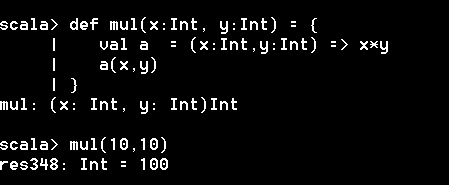 scala> def mul(x:Int, y:Int) = {
     |    val a  = (x:Int,y:Int) => x*y
     |    a(x,y)
     | }
mul: (x: Int, y: Int)Int
scala> mul(10,10)
res348: Int = 100